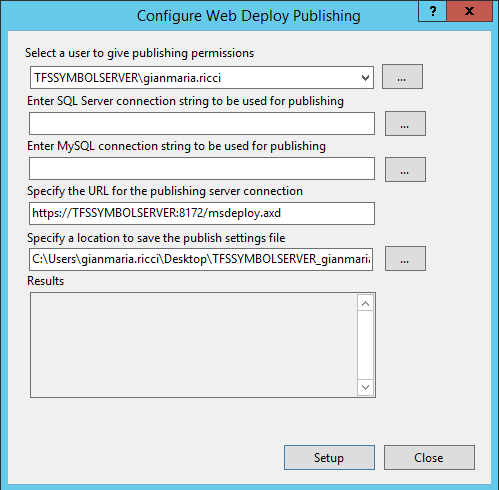 Configure Web Deploy Publishing
?
x
Select a user to give publishing permissions
TFSSYMBOLSERVER\gianmaria.ricci
...
Enter SQL Server connection string to be used for publishing
...
Enter MySQL connection string to be used for publishing
...
Specify the URL for the publishing server connection
https://TFSSYMBOLSERVER:8172/msdeploy.axd
Specify a location to save the publish settings file
C:\Users\gianmaria.ricci\Desktop\TFSSYMBOLSERVER_gianmaria
...
Results
Setup
Close